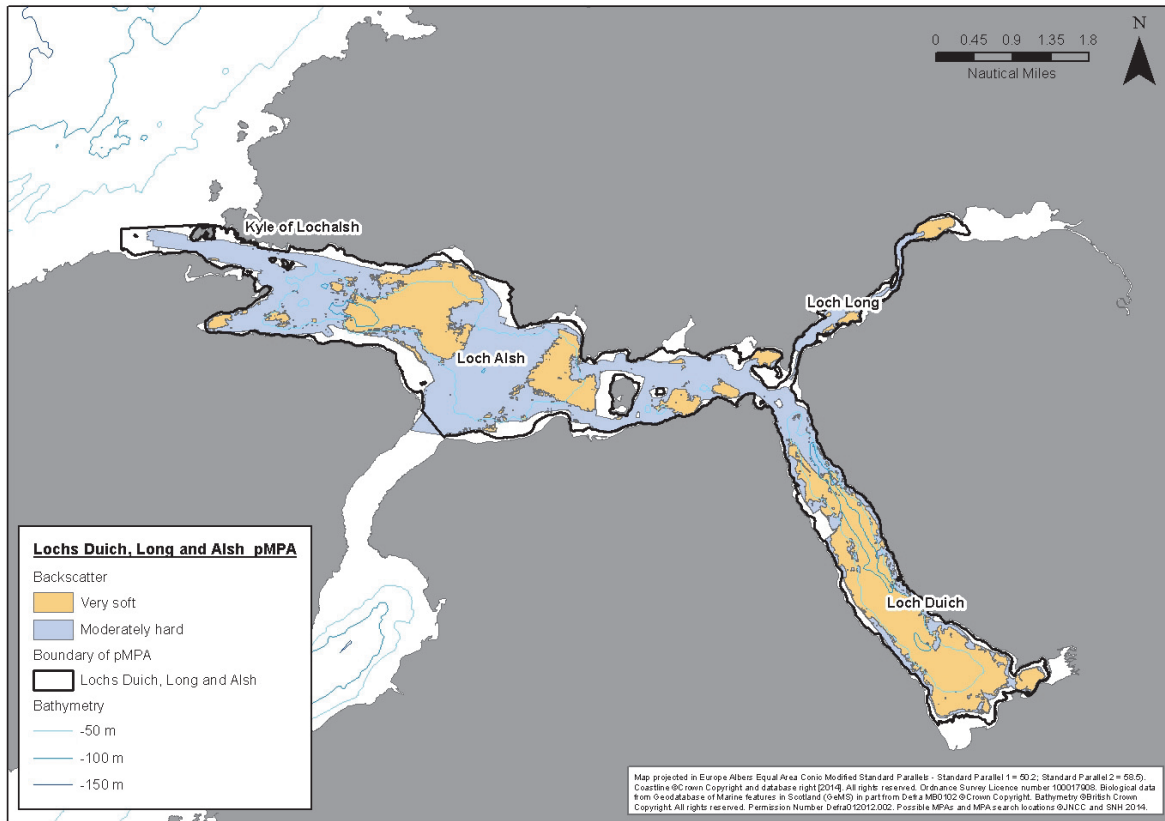 N
0 0.45 0.9 1.35 1.8
Nautical Miles
Kyle of Lochalsh
Loch Long
Loch Alsh
Loch Duich
Lochs Duich, Long and Alsh pMPA
Backscatter
Very soft
Moderately hard
Boundary of pMPA
Lochs Duich, Long and Alsh
Bathymetry
-50 m
-100 m
-150 m
Map projected in Europe Albers Equal Area Conic Modified Standard Parallels - Standard Parallel 1 = 50.2; Standard Parallel 2 = 58.5).
Coastline ©Crown Copyright and database right [2014]. All rights reserved. Ordnance Survey Licence number 100017908. Biological data
from Geodatabase of Marine features in Scotland (GeMS) in part from Defra MB0102 ©Crown Copyright. Bathymetry ©British Crown
Copyright. All rights reserved. Permission Number Defra012012.002. Possible MPAs and MPA search locations ©JNCC and SNH 2014.